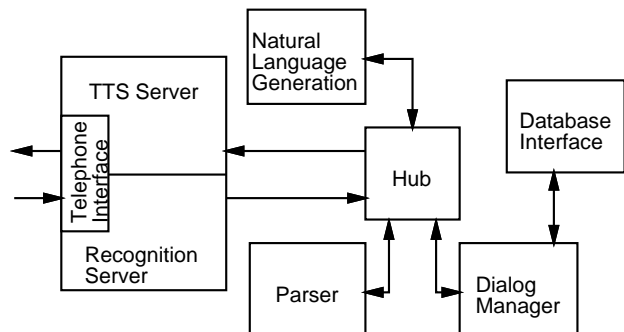 Natural
Language
Generation
TTS Server
Telephone
Interface
Recognition
Server
Hub
Database
Interface
Parser
Dialog
Manager